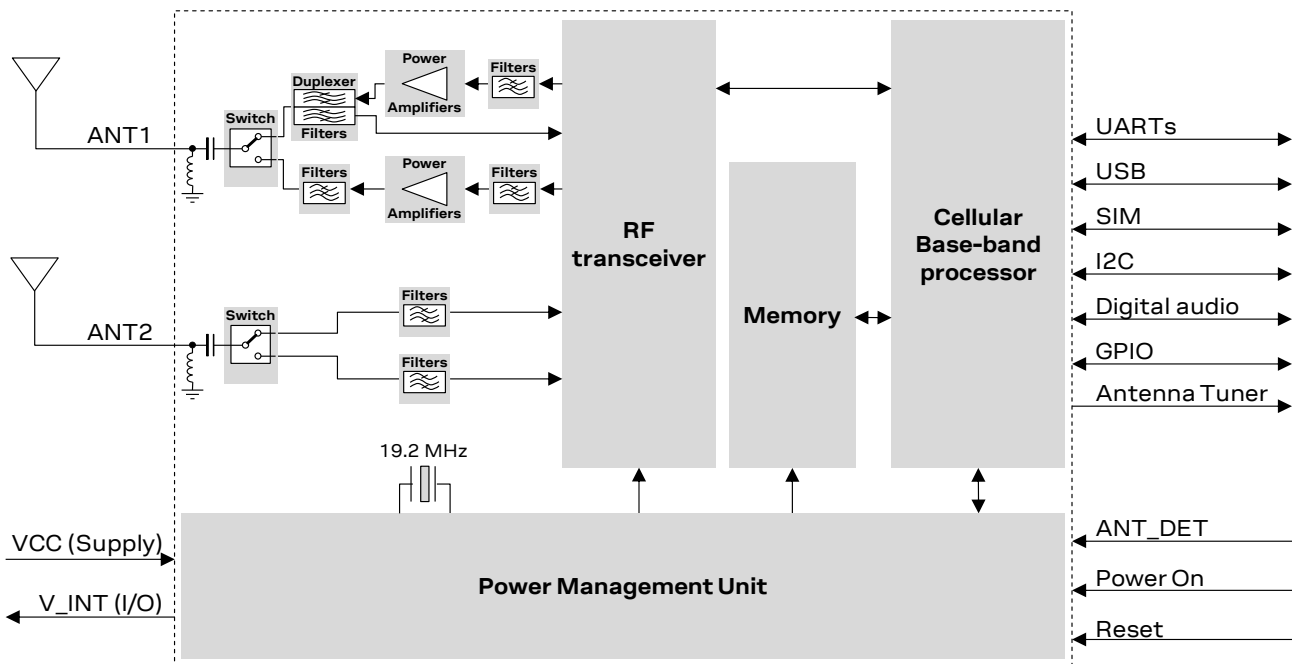 Power
Amplifiers
Filters
Duplexer
Filters
Switch
ANT1
Filters
Power
Amplifiers
Filters
RF
transceiver
Cellular
Base-band
processor
Memory
UARTs
USB
SIM
I2C
Digital audio
GPIO
Antenna Tuner
ANT2
Switch
Filters
Filters
19.2 MHz
VCC (Supply)
V_INT (I/O)
Power Management Unit
ANT_DET
Power On
Reset